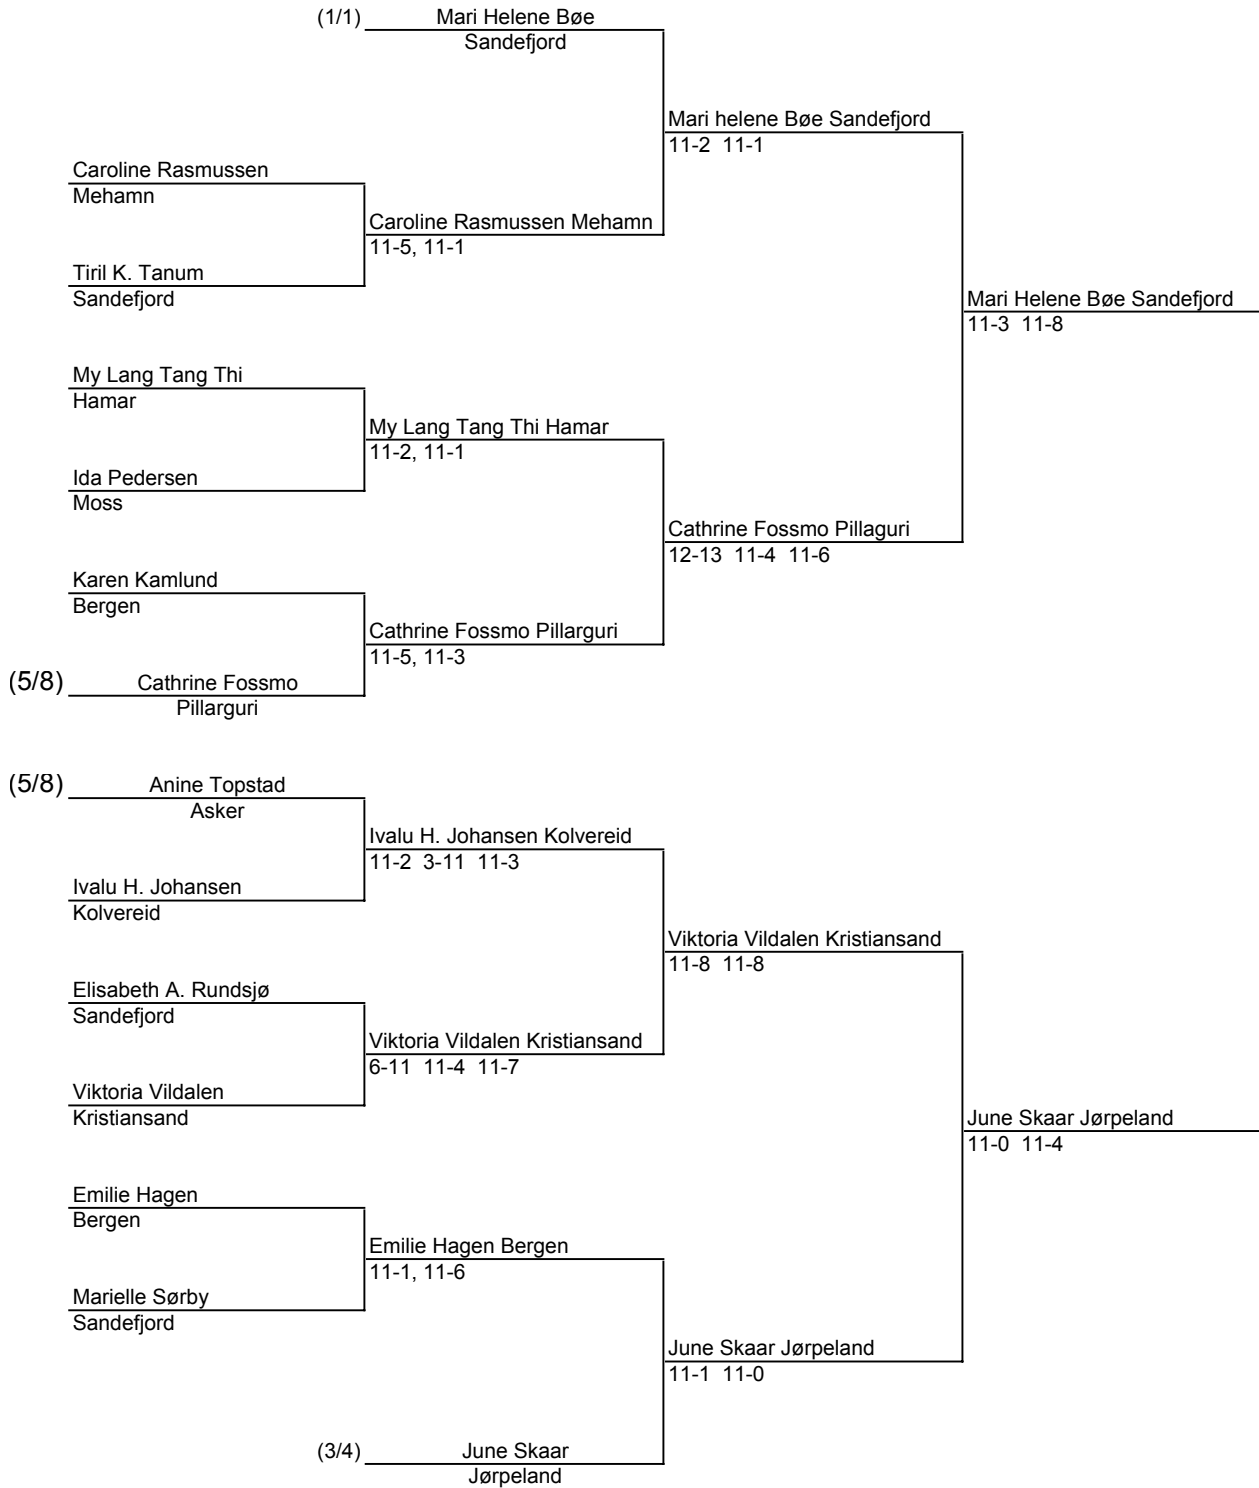 (1/1) Mari Helene Bøe
Sandefjord
Mari helene Bøe Sandefjord
11-2 11-1
Caroline Rasmussen
Mehamn
Caroline Rasmussen Mehamn
11-5, 11-1
Tiril K. Tanum
Sandefjord
Mari Helene Bøe Sandefjord
11-3 11-8
My Lang Tang Thi
Hamar
My Lang Tang Thi Hamar
11-2, 11-1
Ida Pedersen
Moss
Cathrine Fossmo Pillaguri
12-13 11-4 11-6
Karen Kamlund
Bergen
Cathrine Fossmo Pillarguri
11-5, 11-3
(5/8) Cathrine Fossmo
Pillarguri
(5/8) Anine Topstad
Asker
Ivalu H. Johansen Kolvereid
11-2 3-11 11-3
Ivalu H. Johansen
Kolvereid
Viktoria Vildalen Kristiansand
11-8 11-8
Elisabeth A. Rundsjø
Sandefjord
Viktoria Vildalen Kristiansand
6-11 11-4 11-7
Viktoria Vildalen
Kristiansand
June Skaar Jørpeland
11-0 11-4
Emilie Hagen
Bergen
Emilie Hagen Bergen
11-1, 11-6
Marielle Sørby
Sandefjord
June Skaar Jørpeland
11-1 11-0
(3/4) June Skaar
Jørpeland